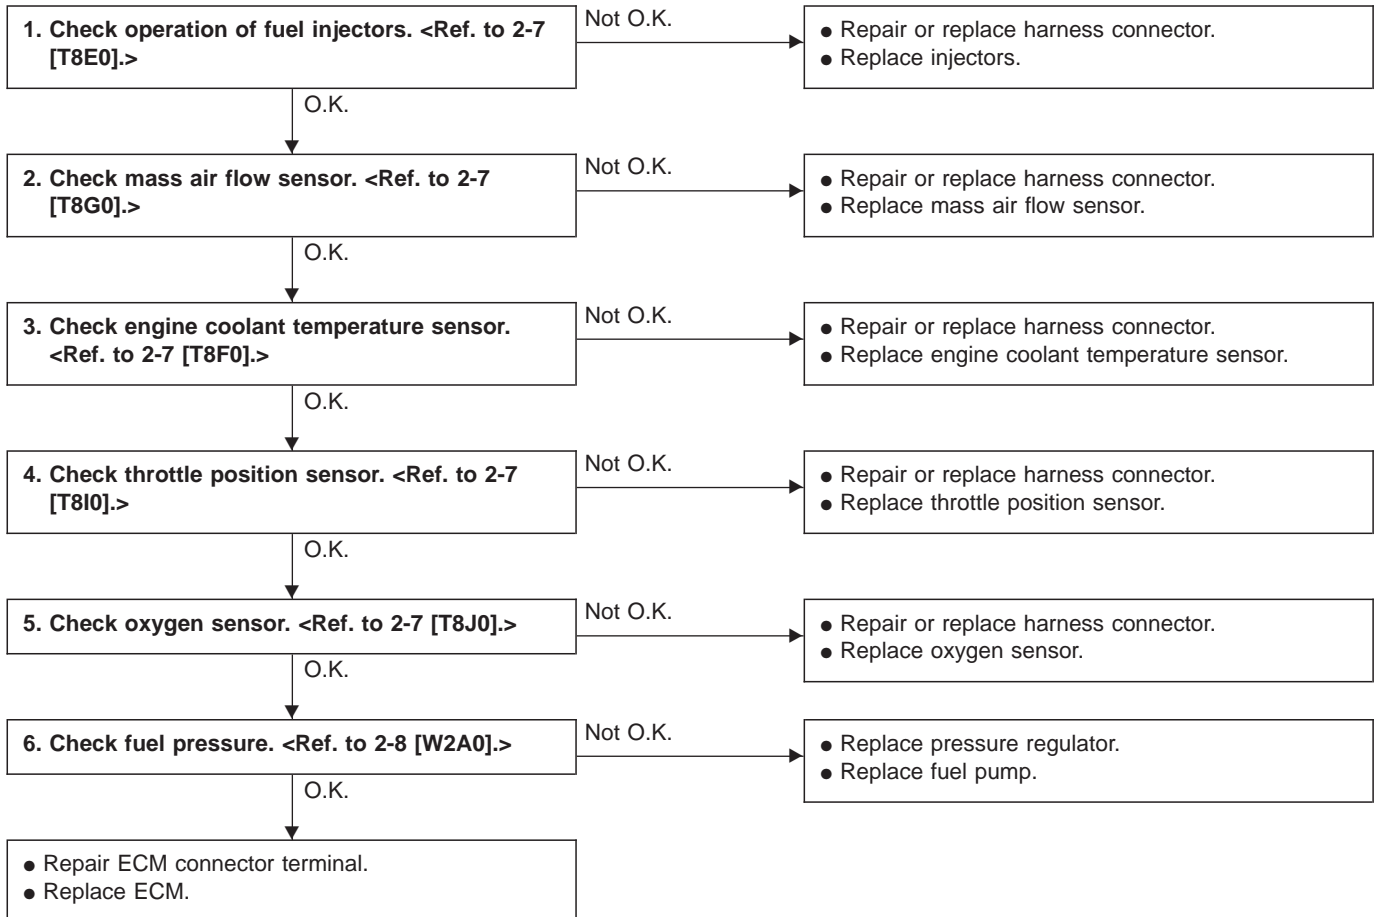 1. Check operation of fuel injectors. <Ref. to 2-7
[T8E0].>
Not O.K.
● Repair or replace harness connector.
● Replace injectors.
O.K.
2. Check mass air flow sensor. <Ref. to 2-7
[T8G0].>
Not O.K.
● Repair or replace harness connector.
● Replace mass air flow sensor.
O.K.
3. Check engine coolant temperature sensor.
<Ref. to 2-7 [T8F0].>
Not O.K.
● Repair or replace harness connector.
● Replace engine coolant temperature sensor.
O.K.
4. Check throttle position sensor. <Ref. to 2-7
[T8I0].>
Not O.K.
● Repair or replace harness connector.
● Replace throttle position sensor.
O.K.
5. Check oxygen sensor. <Ref. to 2-7 [T8J0].>
Not O.K.
● Repair or replace harness connector.
● Replace oxygen sensor.
O.K.
6. Check fuel pressure. <Ref. to 2-8 [W2A0].>
Not O.K.
● Replace pressure regulator.
● Replace fuel pump.
O.K.
● Repair ECM connector terminal.
● Replace ECM.